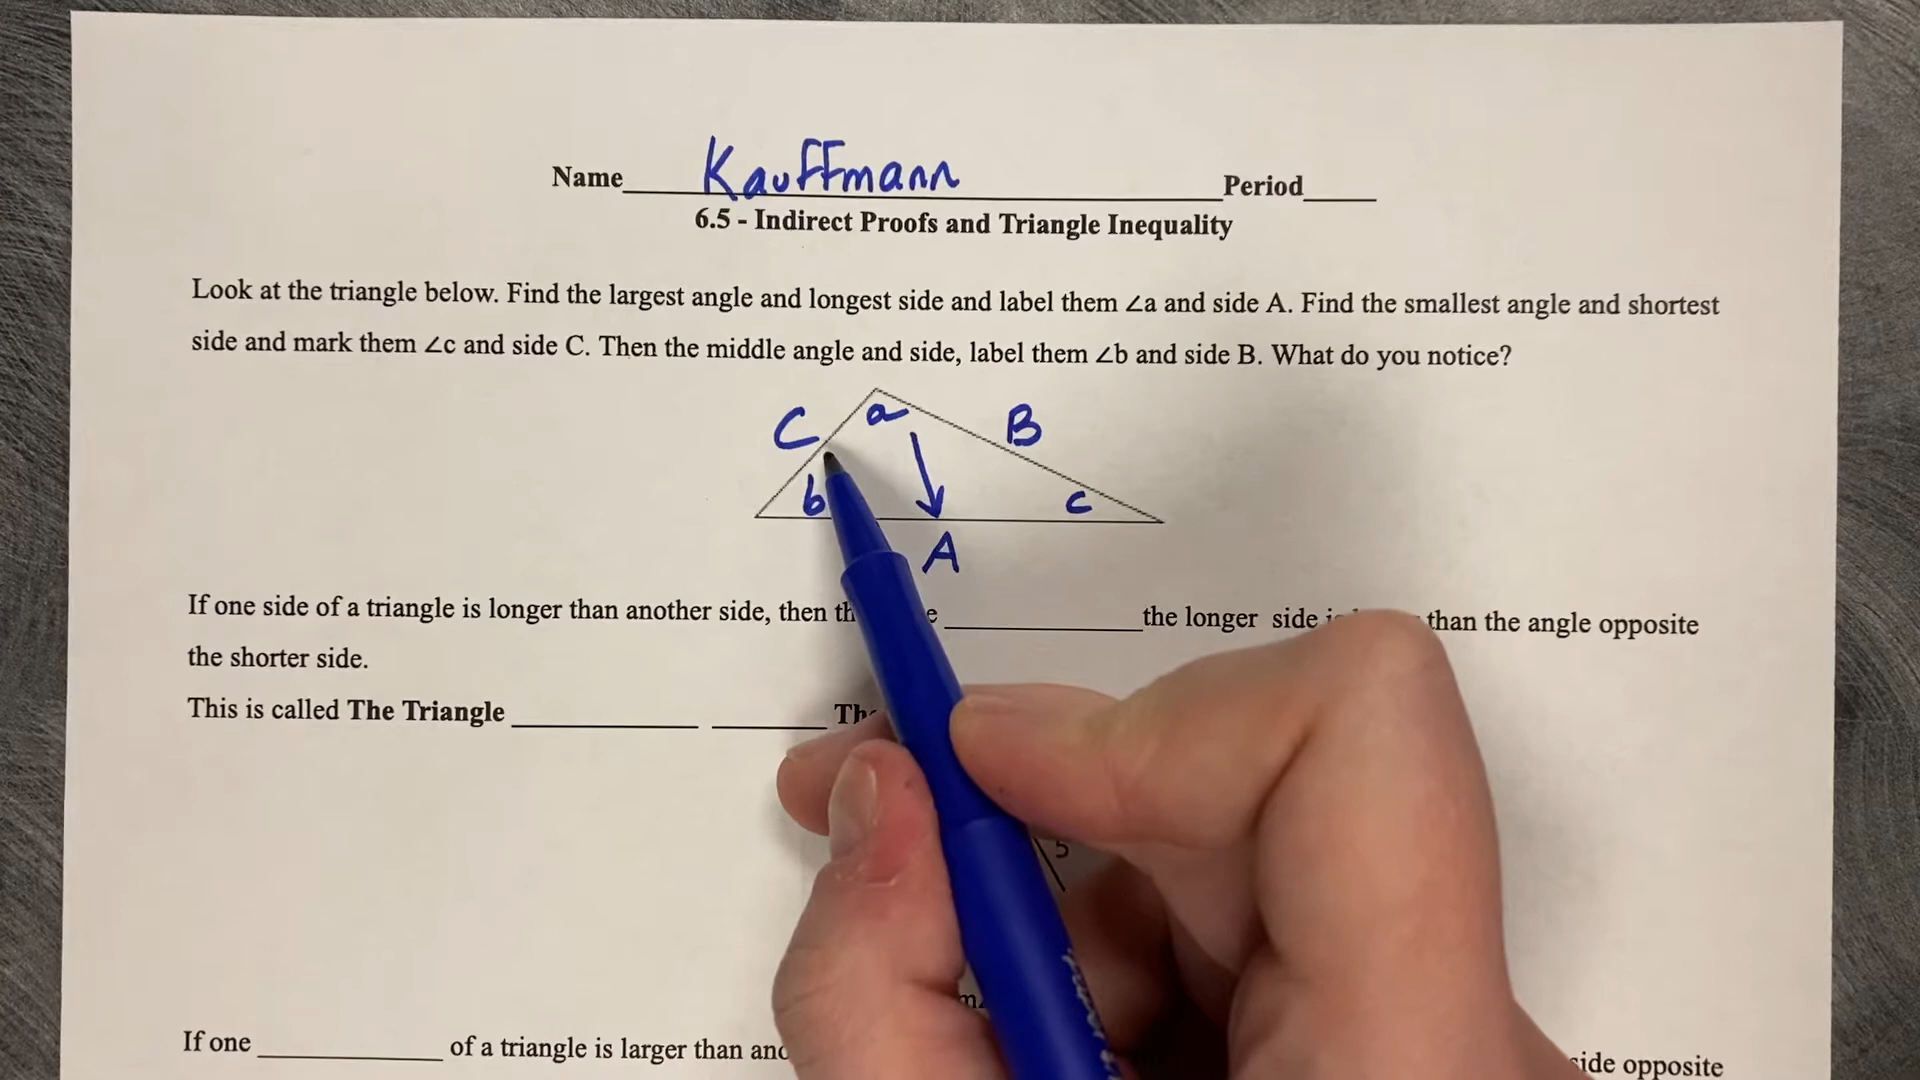 Name Kauffmann Period
6.5 - Indirect Proofs and Triangle Inequality
Look at the triangle below. Find the largest angle and longest side and label them ∠a and side A. Find the smallest angle and shortest
side and mark them ∠c and side C. Then the middle angle and side, label them ∠b and side B. What do you notice?
C a B
b c
A
If one side of a triangle is longer than another side, then the longer side than the angle opposite
the shorter side.
This is called The Triangle
5
If one of a triangle is larger than side opposite